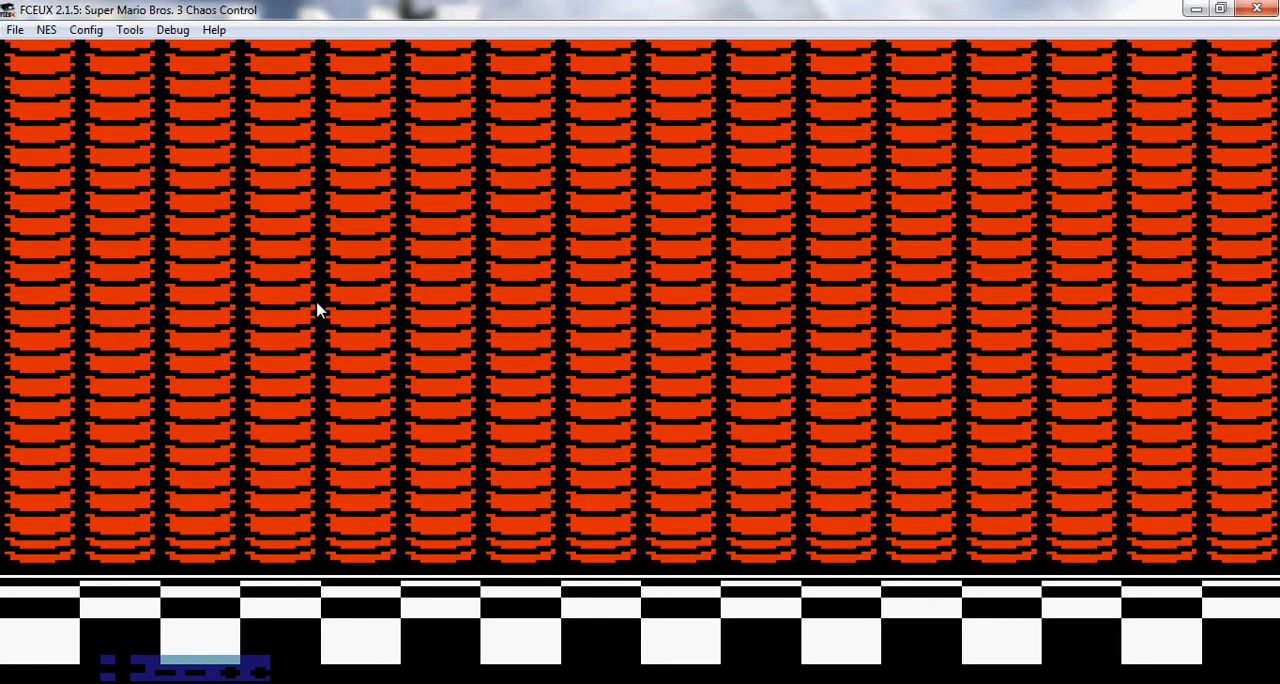 FCEUX 2.1.5: Super Mario Bros. 3 Chaos Control
File NES Config Tools Debug Help